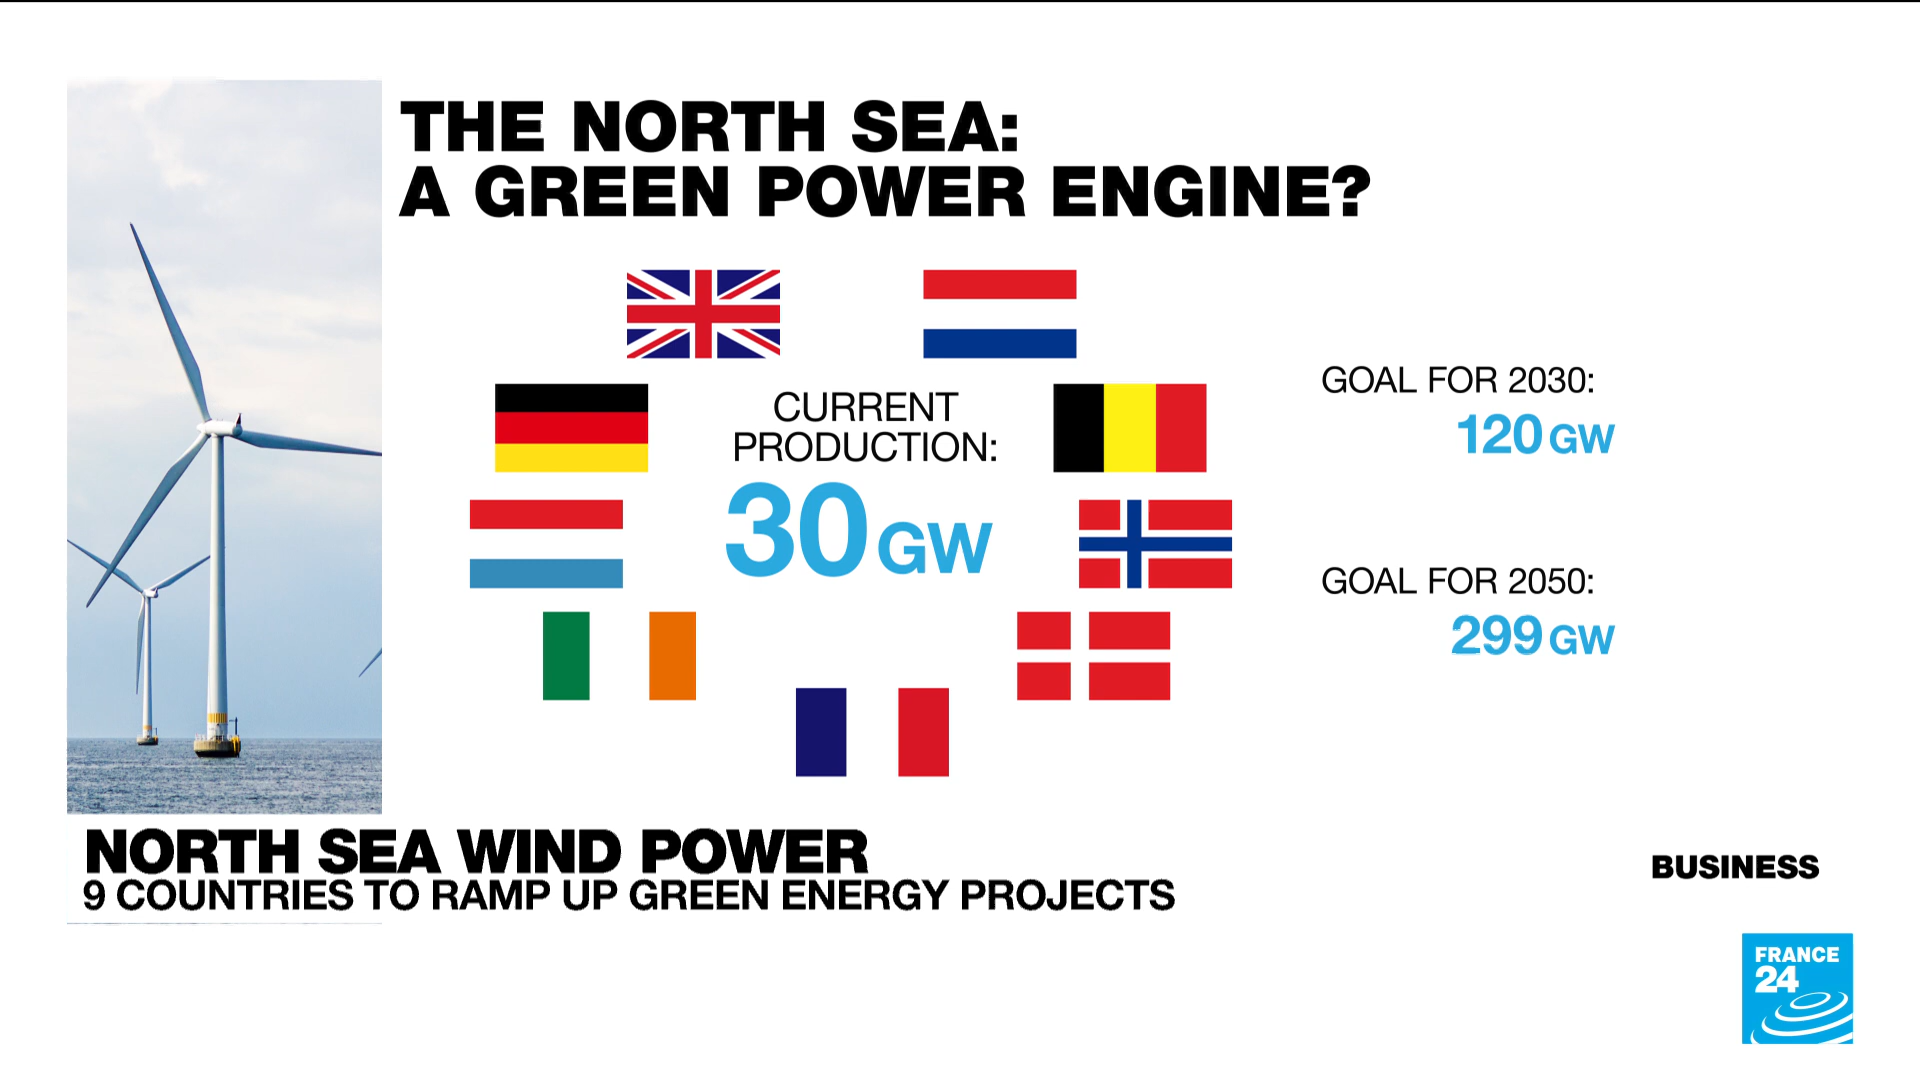 THE NORTH SEA:
A GREEN POWER ENGINE?
CURRENT
PRODUCTION:
30 GW
GOAL FOR 2030:
120 GW
GOAL FOR 2050:
299 GW
NORTH SEA WIND POWER
9 COUNTRIES TO RAMP UP GREEN ENERGY PROJECTS
BUSINESS
FRANCE
24